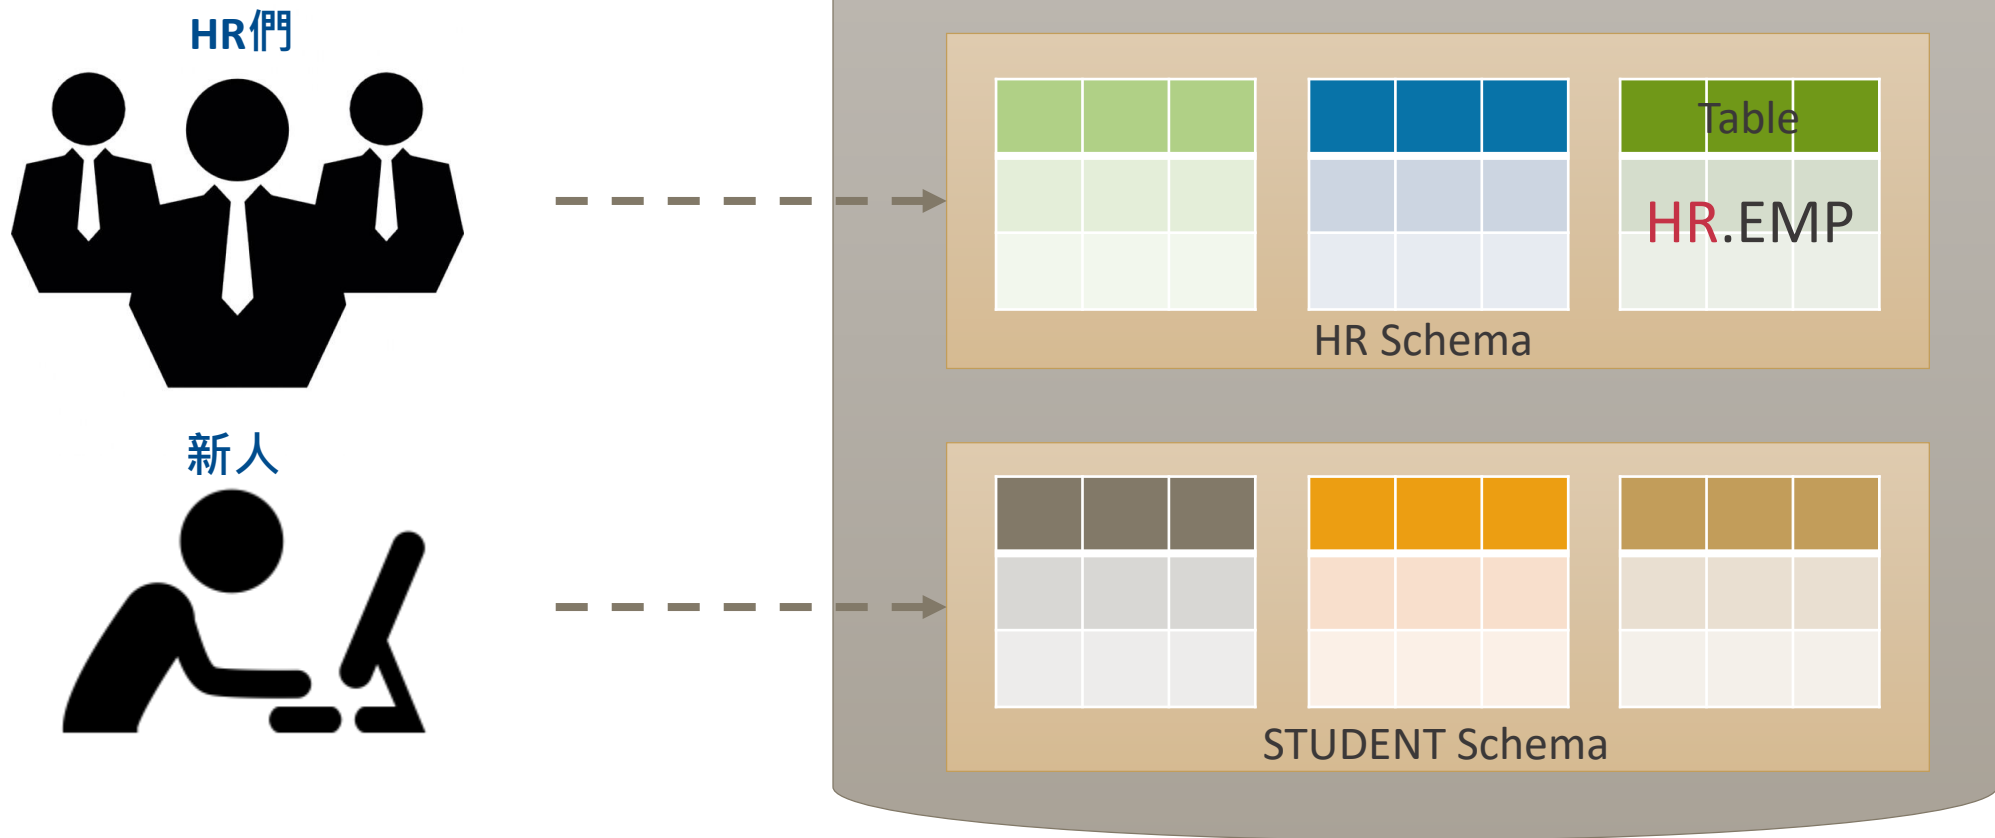 HR們
Table
HR.EMP
HR Schema
新人
STUDENT Schema